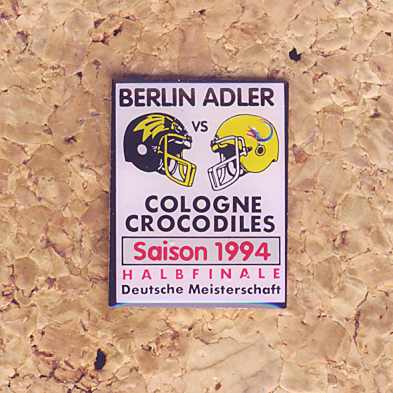 BERLIN ADLER
VS
COLOGNE
CROCODILES
Saison 1994
HALBFINALE
Deutsche Meisterschaft